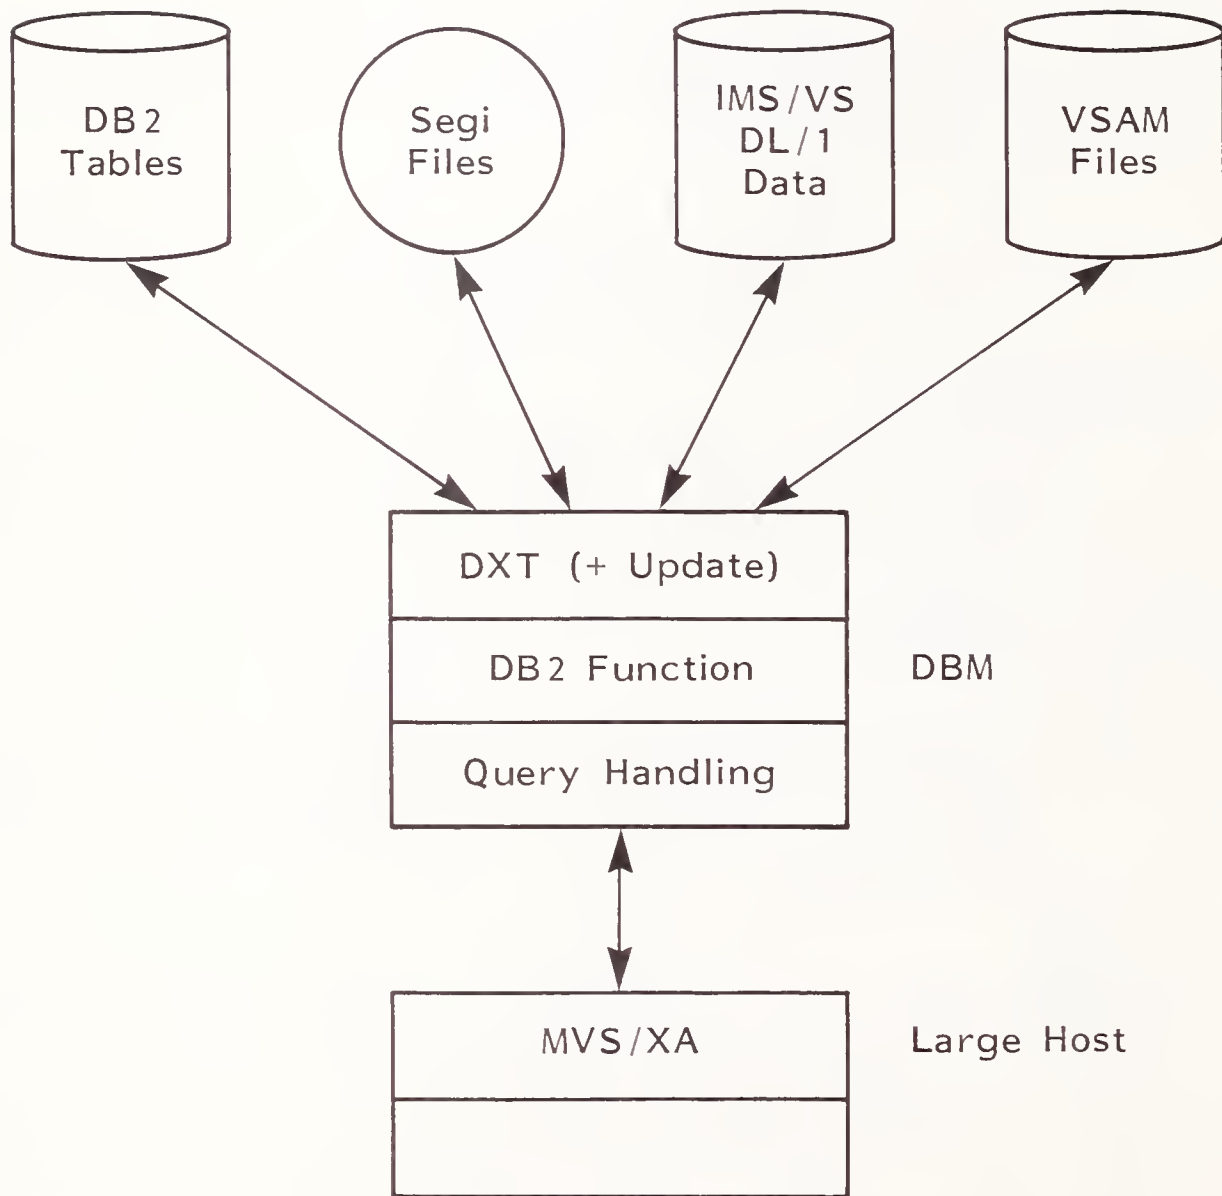 DB2
Tables
Segi
Files
IMS/VS
DL/1
Data
VSAM
Files
DXT (+ Update)
DB2 Function
DBM
Query Handling
MVS/XA
Large Host